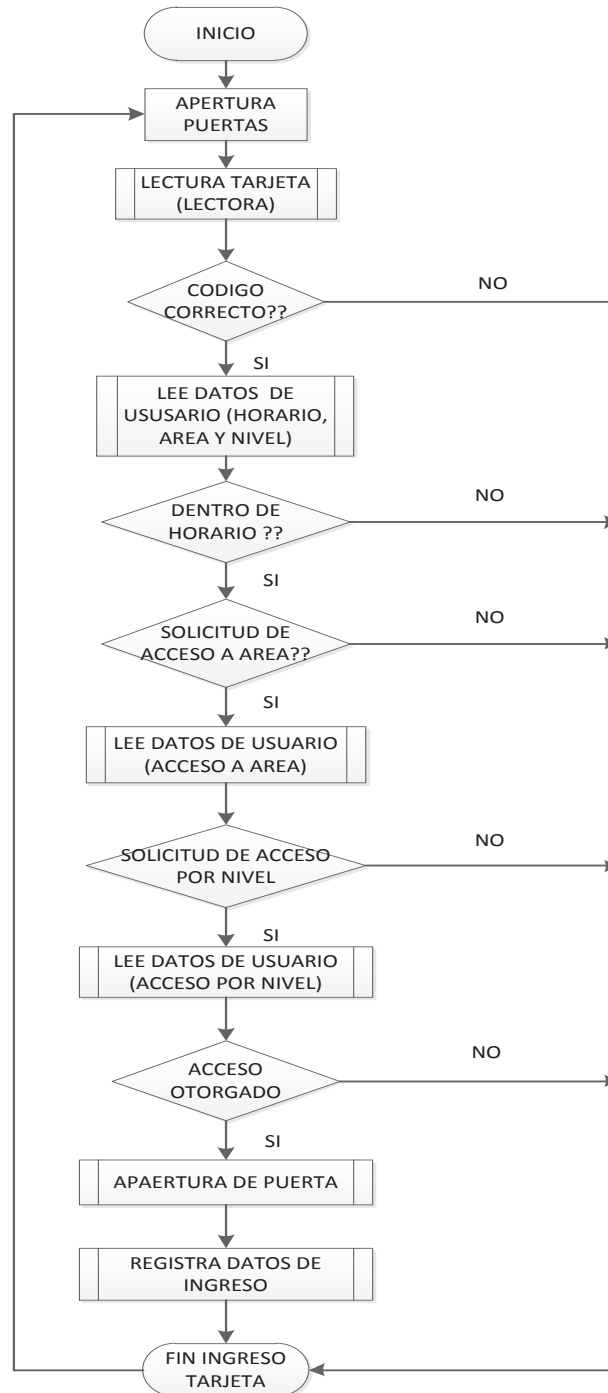 INICIO
APERTURA
PUERTAS
LECTURA TARJETA
(LECTORA)
CODIGO
CORRECTO??
NO
SI
LEE DATOS DE
USUSARIO (HORARIO,
AREA Y NIVEL)
DENTRO DE
HORARIO ??
NO
SI
SOLICITUD DE
ACCESO A AREA??
NO
SI
LEE DATOS DE USUARIO
(ACCESO A AREA)
SOLICITUD DE ACCESO
POR NIVEL
NO
SI
LEE DATOS DE USUARIO
(ACCESO POR NIVEL)
ACCESO
OTORGADO
NO
SI
APAERTURA DE PUERTA
REGISTRA DATOS DE
INGRESO
FIN INGRESO
TARJETA